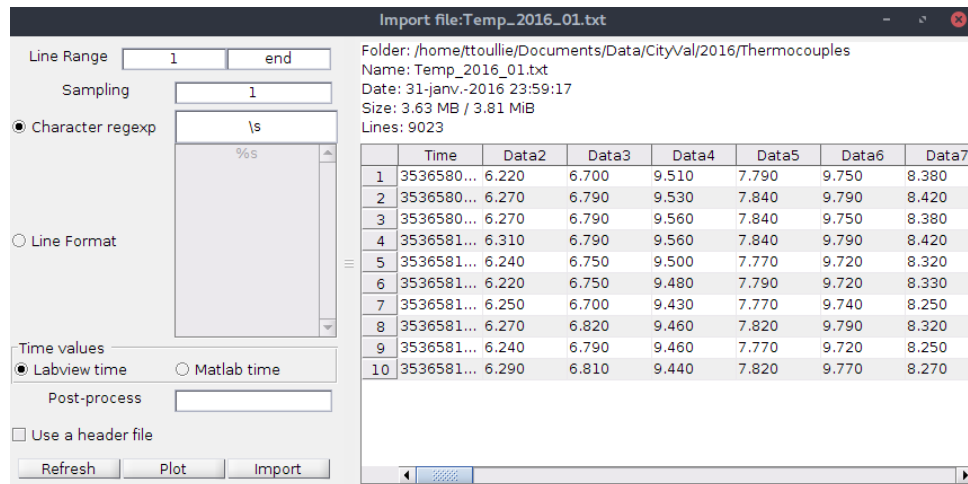 Import file:Temp_2016_01.txt
Line Range 1 end
Sampling 1
Character regexp \s
%s
Line Format
Time values
Labview time Matlab time
Post-process
Use a header file
Refresh Plot Import
Folder: /home/ttoullie/Documents/Data/CityVal/2016/Thermocouples
Name: Temp_2016_01.txt
Date: 31-janv.-2016 23:59:17
Size: 3.63 MB / 3.81 MiB
Lines: 9023
Time Data2 Data3 Data4 Data5 Data6 Data7
1 3536580... 6.220 6.700 9.510 7.790 9.750 8.380
2 3536580... 6.270 6.790 9.530 7.840 9.790 8.420
3 3536580... 6.270 6.790 9.560 7.840 9.750 8.380
4 3536581... 6.310 6.790 9.560 7.840 9.790 8.420
5 3536581... 6.240 6.750 9.500 7.770 9.720 8.320
6 3536581... 6.220 6.750 9.480 7.790 9.720 8.330
7 3536581... 6.250 6.700 9.430 7.770 9.740 8.250
8 3536581... 6.270 6.820 9.460 7.820 9.790 8.320
9 3536581... 6.240 6.790 9.460 7.770 9.720 8.250
10 3536581... 6.290 6.810 9.440 7.820 9.770 8.270